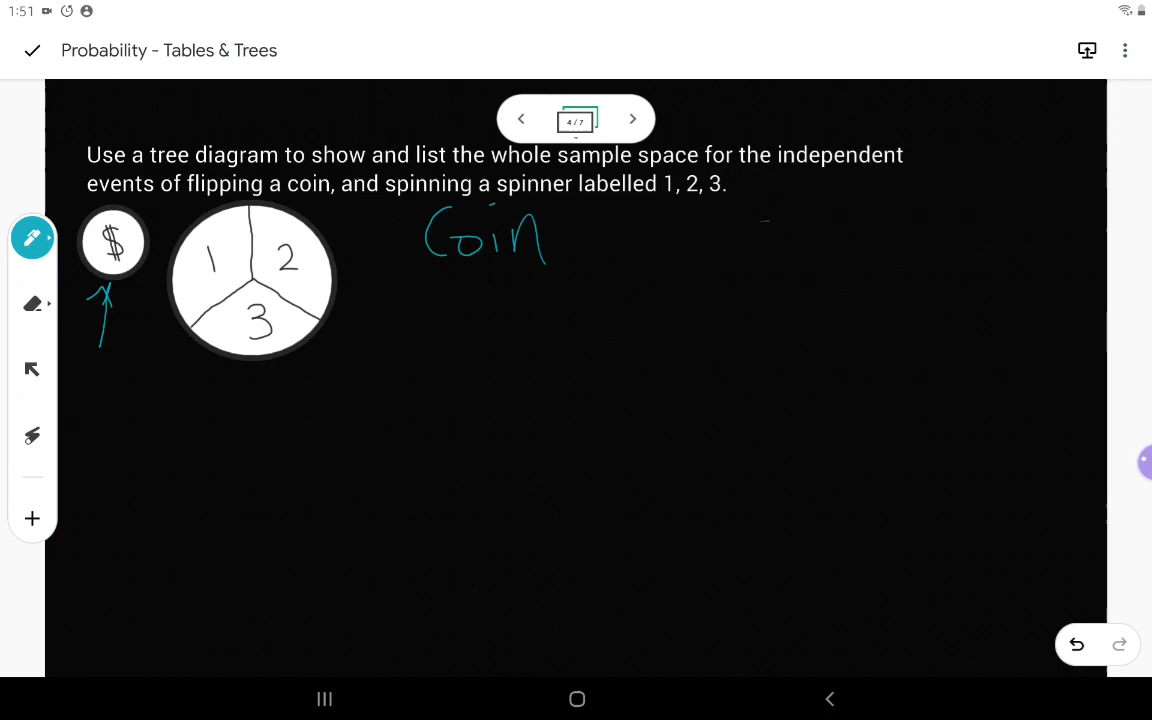 1:51
Probability - Tables & Trees
4 / 7
Use a tree diagram to show and list the whole sample space for the independent
events of flipping a coin, and spinning a spinner labelled 1, 2, 3.
$
1 2
3
Coin